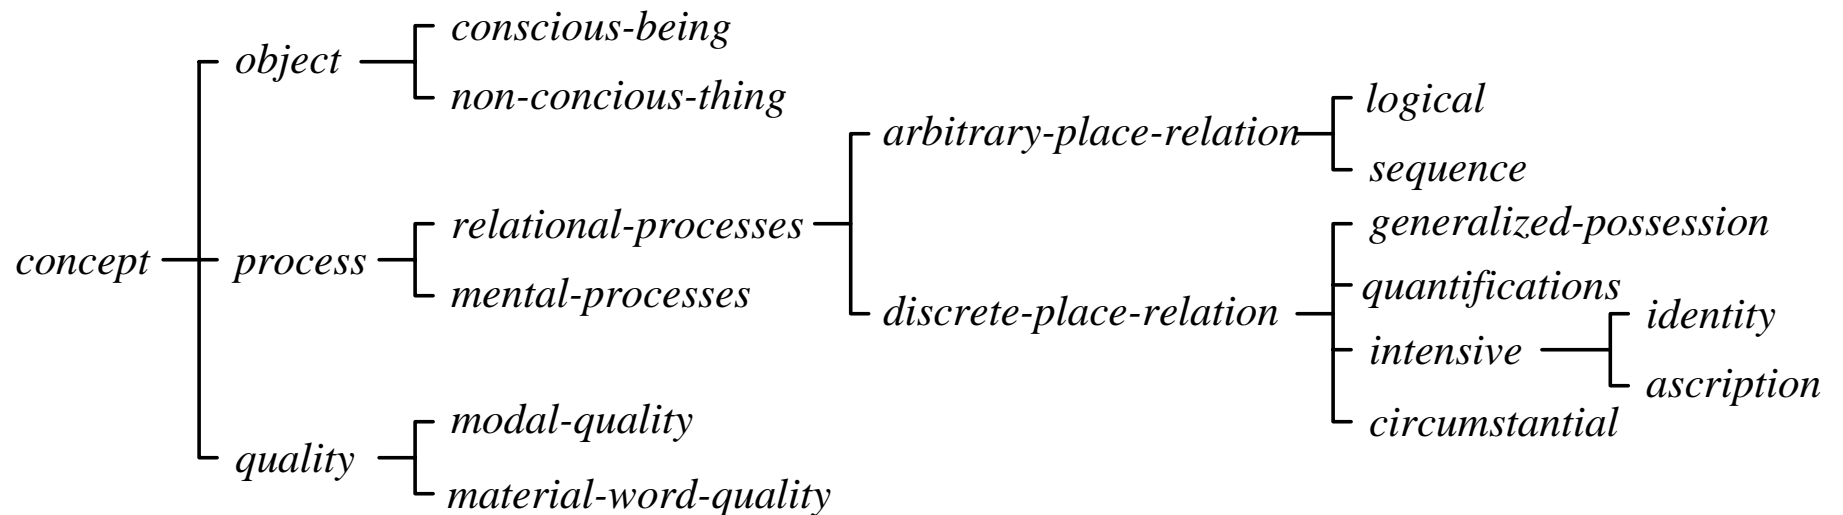 concept
object
conscious-being
non-concious-thing
process
relational-processes
arbitrary-place-relation
logical
sequence
discrete-place-relation
generalized-possession
quantifications
intensive
identity
ascription
circumstantial
mental-processes
quality
modal-quality
material-word-quality